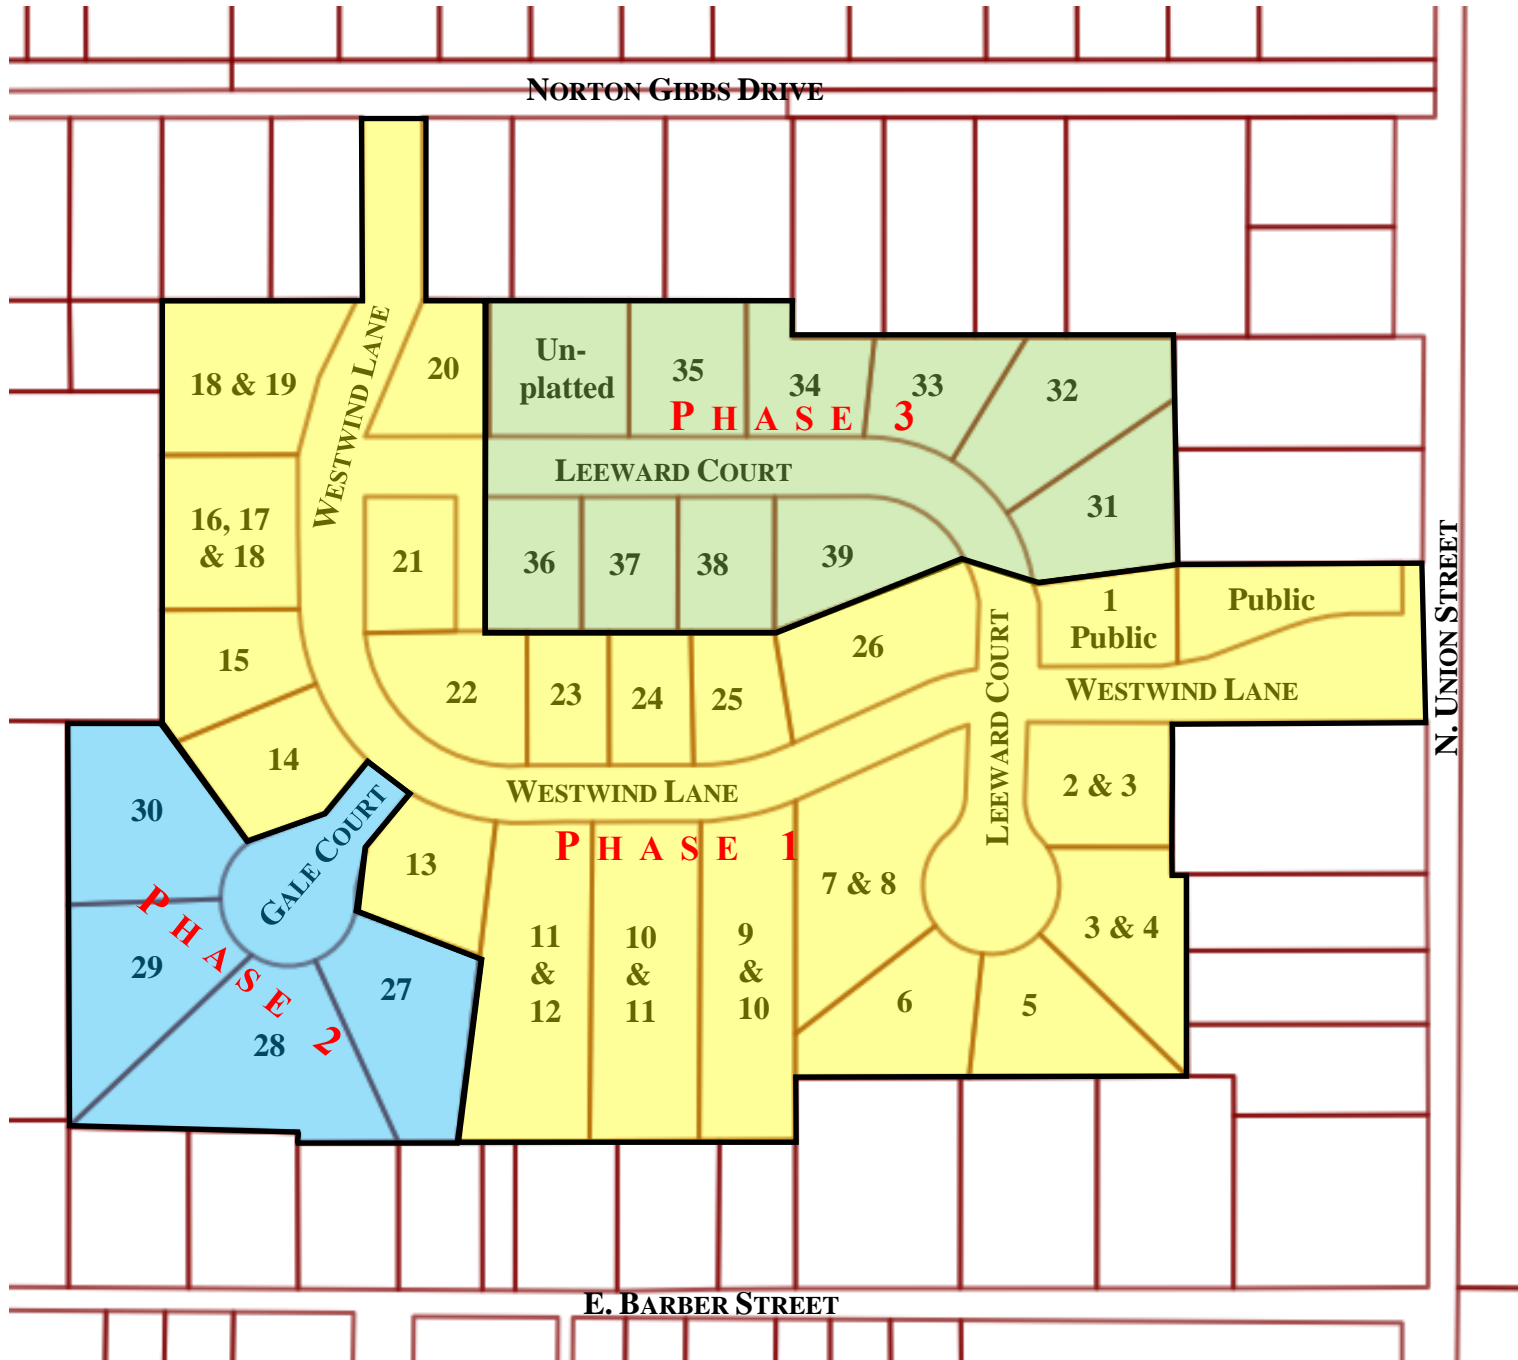 NORTON GIBBS DRIVE
WESTWIND LANE
18 & 19
20
Un-
platted
35
34
33
32
PHASE 3
LEEWARD COURT
31
16, 17
& 18
21
36
37
38
39
1
Public
Public
N. UNION STREET
15
22
23
24
25
26
LEEWARD COURT
WESTWIND LANE
14
WESTWIND LANE
2 & 3
30
GALE COURT
13
PHASE 1
7 & 8
3 & 4
PHASE 2
29
27
28
11
&
12
10
&
11
9
&
10
6
5
E. BARBER STREET